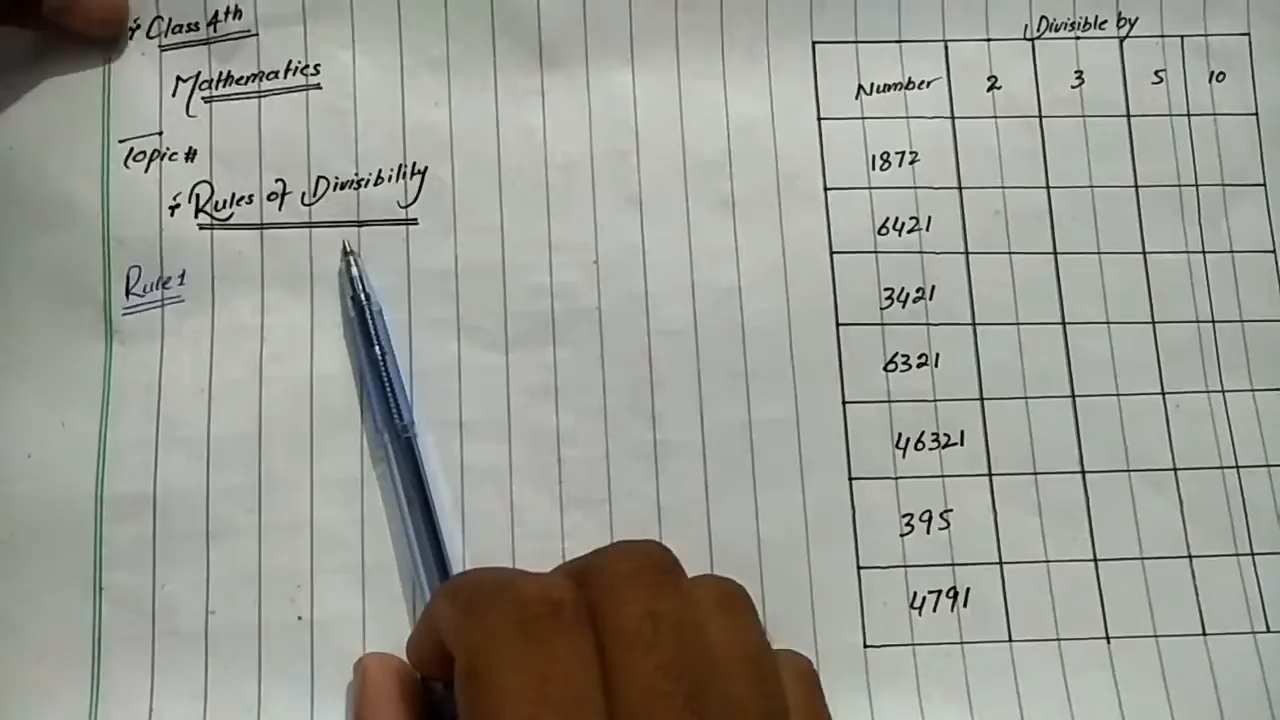 Class 4th
Mathematics
Topic #
Rules of Divisibility
Rule 1
Divisible by
Number 2 3 5 10
1872
6421
3421
6321
46321
395
4791